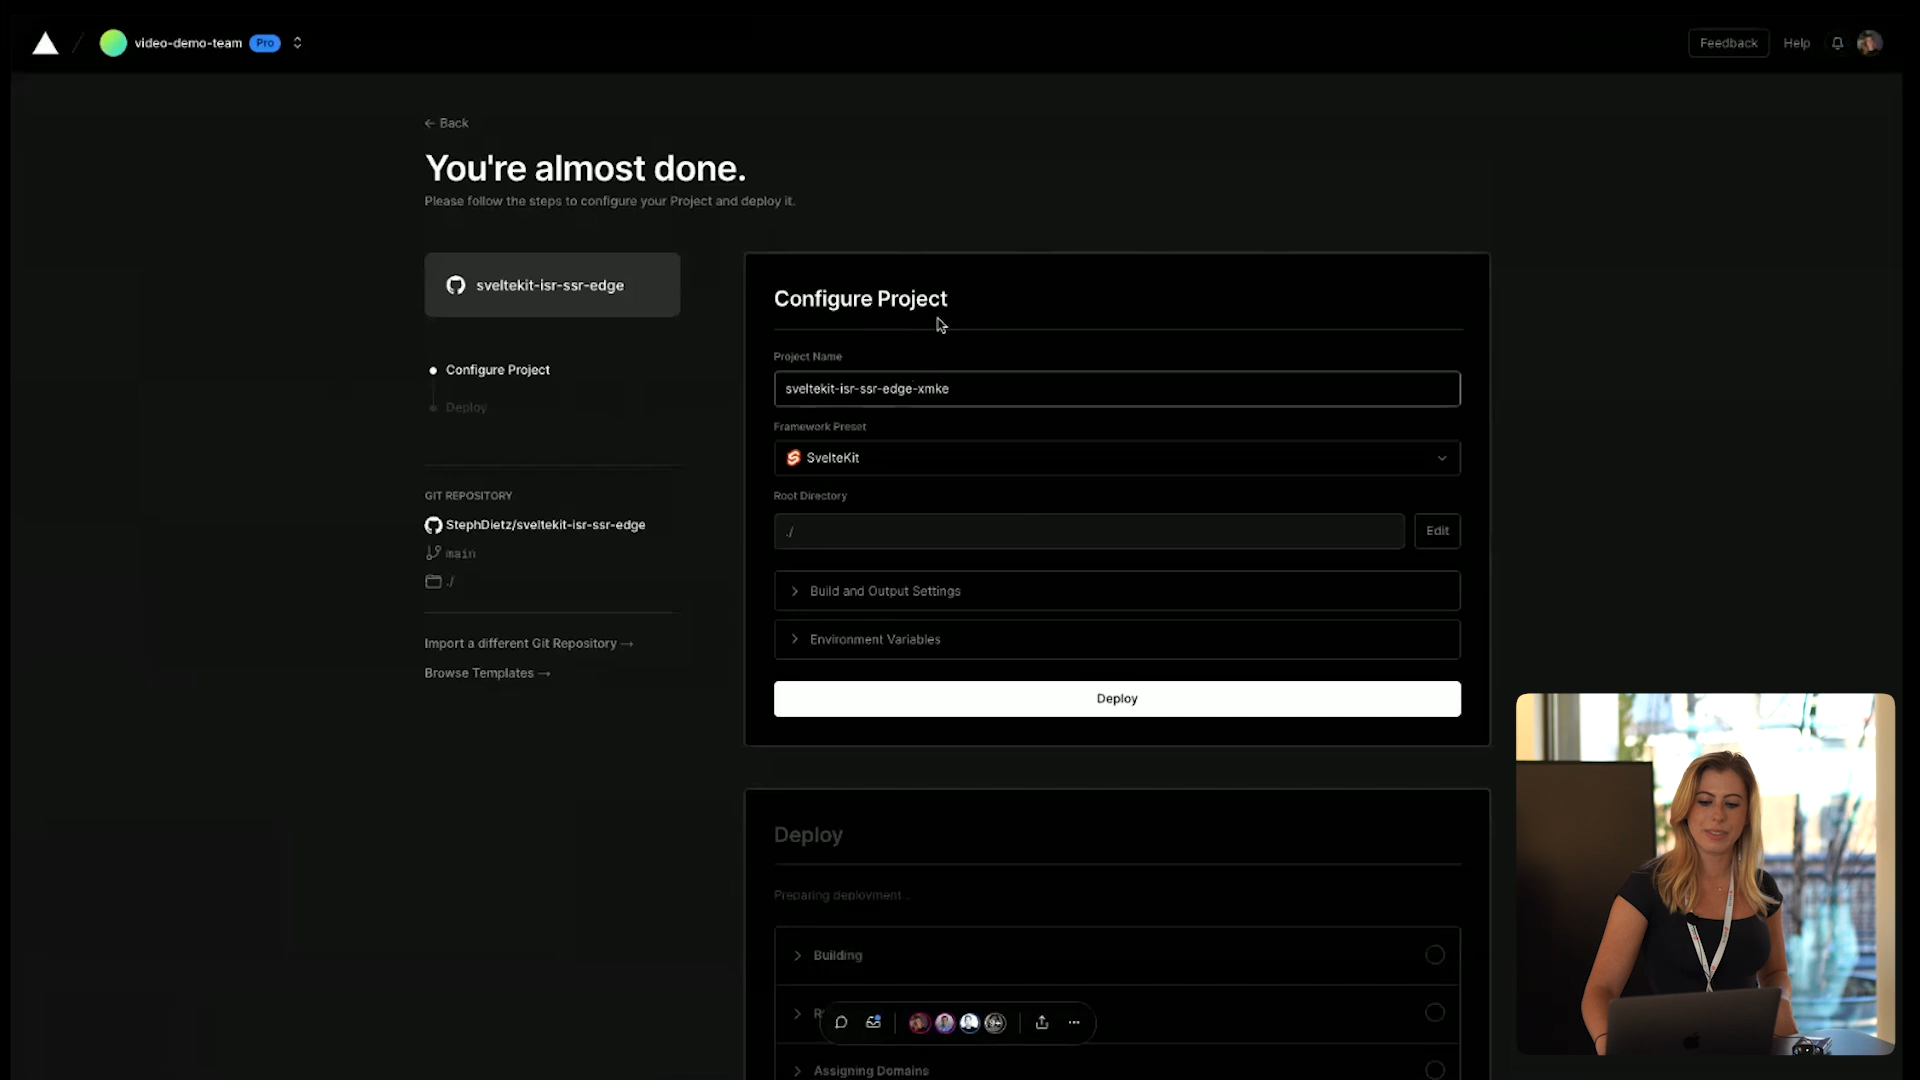 video-demo-team Pro
Feedback
Help
← Back
You're almost done.
Please follow the steps to configure your Project and deploy it.
sveltekit-isr-ssr-edge
Configure Project
Deploy
GIT REPOSITORY
StephDietz/sveltekit-isr-ssr-edge
main
./
Import a different Git Repository →
Browse Templates →
Configure Project
Project Name
sveltekit-isr-ssr-edge-xmke
Framework Preset
SvelteKit
Root Directory
./
Edit
Build and Output Settings
Environment Variables
Deploy
Deploy
Preparing deployment ..
Building
Assigning Domains